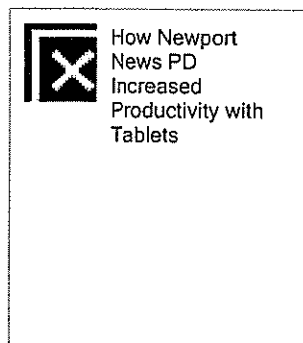 How Newport
News PD
Increased
Productivity with
Tablets